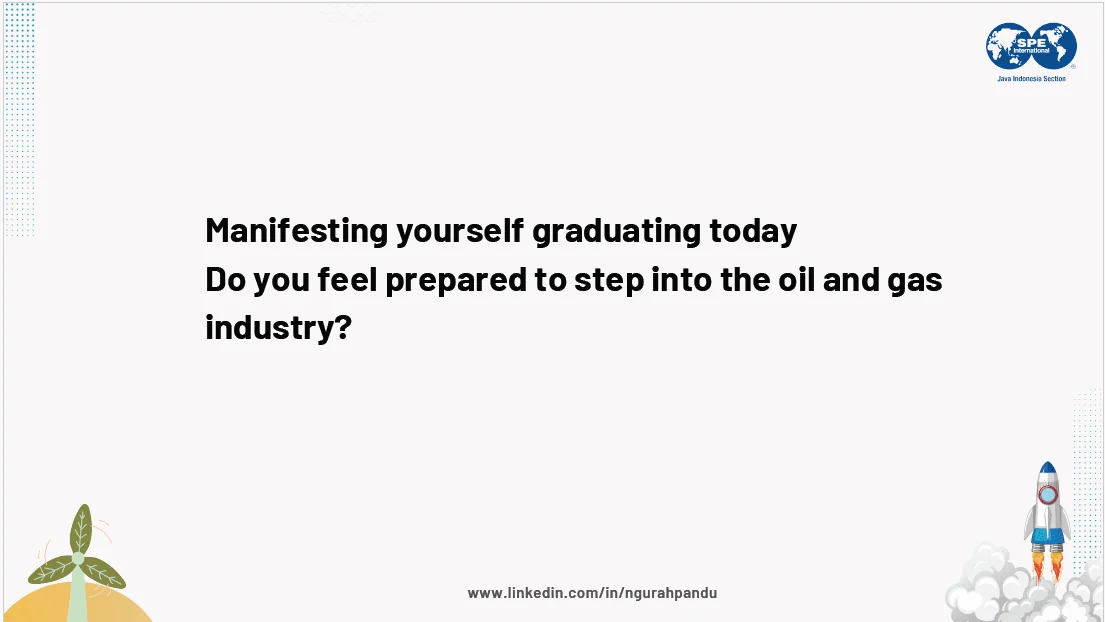 SPE
International
®
Java Indonesia Section
Manifesting yourself graduating today
Do you feel prepared to step into the oil and gas
industry?
www.linkedin.com/in/ngurahpandu